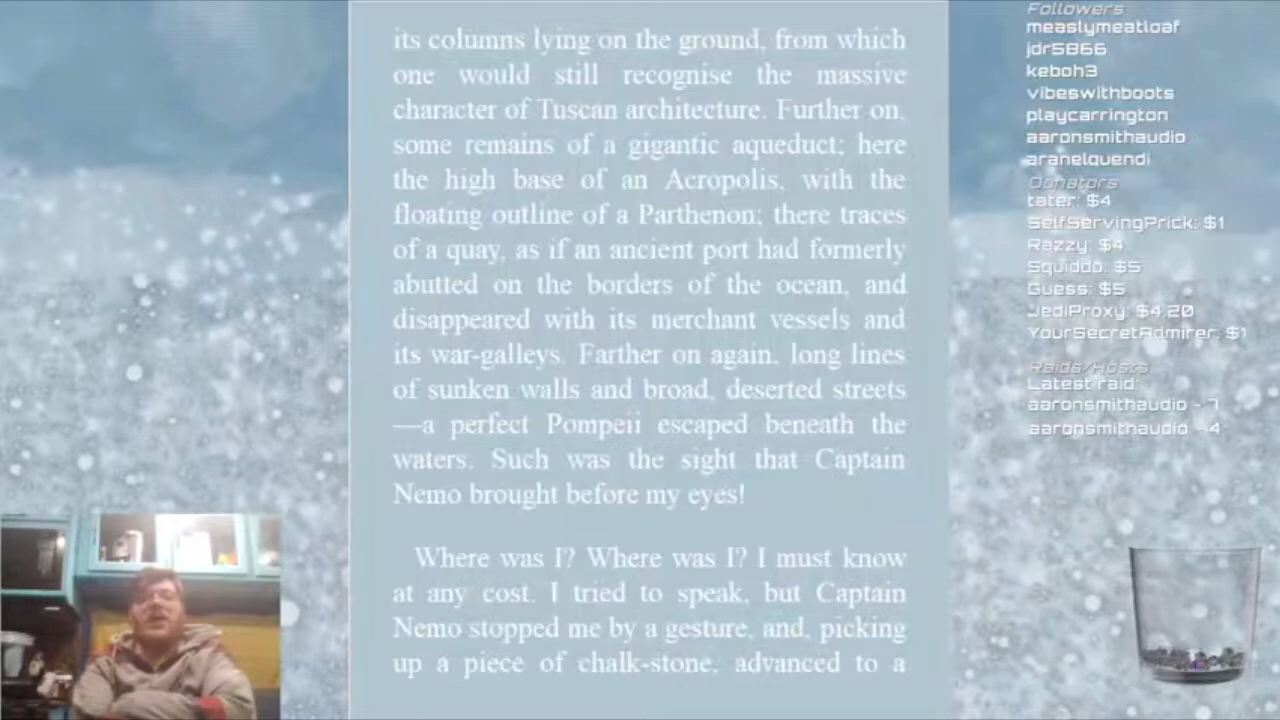 its columns lying on the ground, from which
one would still recognise the massive
character of Tuscan architecture. Further on,
some remains of a gigantic aqueduct; here
the high base of an Acropolis, with the
floating outline of a Parthenon; there traces
of a quay, as if an ancient port had formerly
abutted on the borders of the ocean, and
disappeared with its merchant vessels and
its war-galleys. Farther on again, long lines
of sunken walls and broad, deserted streets
—a perfect Pompeii escaped beneath the
waters. Such was the sight that Captain
Nemo brought before my eyes!
Where was I? Where was I? I must know
at any cost. I tried to speak, but Captain
Nemo stopped me by a gesture, and, picking
up a piece of chalk-stone, advanced to a
Followers
measlymeatloaf
jdr5866
keboh3
vibeswithboots
playcarrington
aaronsmithaudio
aranelquendi
Donators
tater: $4
SelfServingPrick: $1
Razzy: $4
Squiddo: $5
Guess: $5
JediProxy: $4.20
YourSecretAdmirer: $1
Raids/Hosts
Latest raid:
aaronsmithaudio - 7
aaronsmithaudio - 4